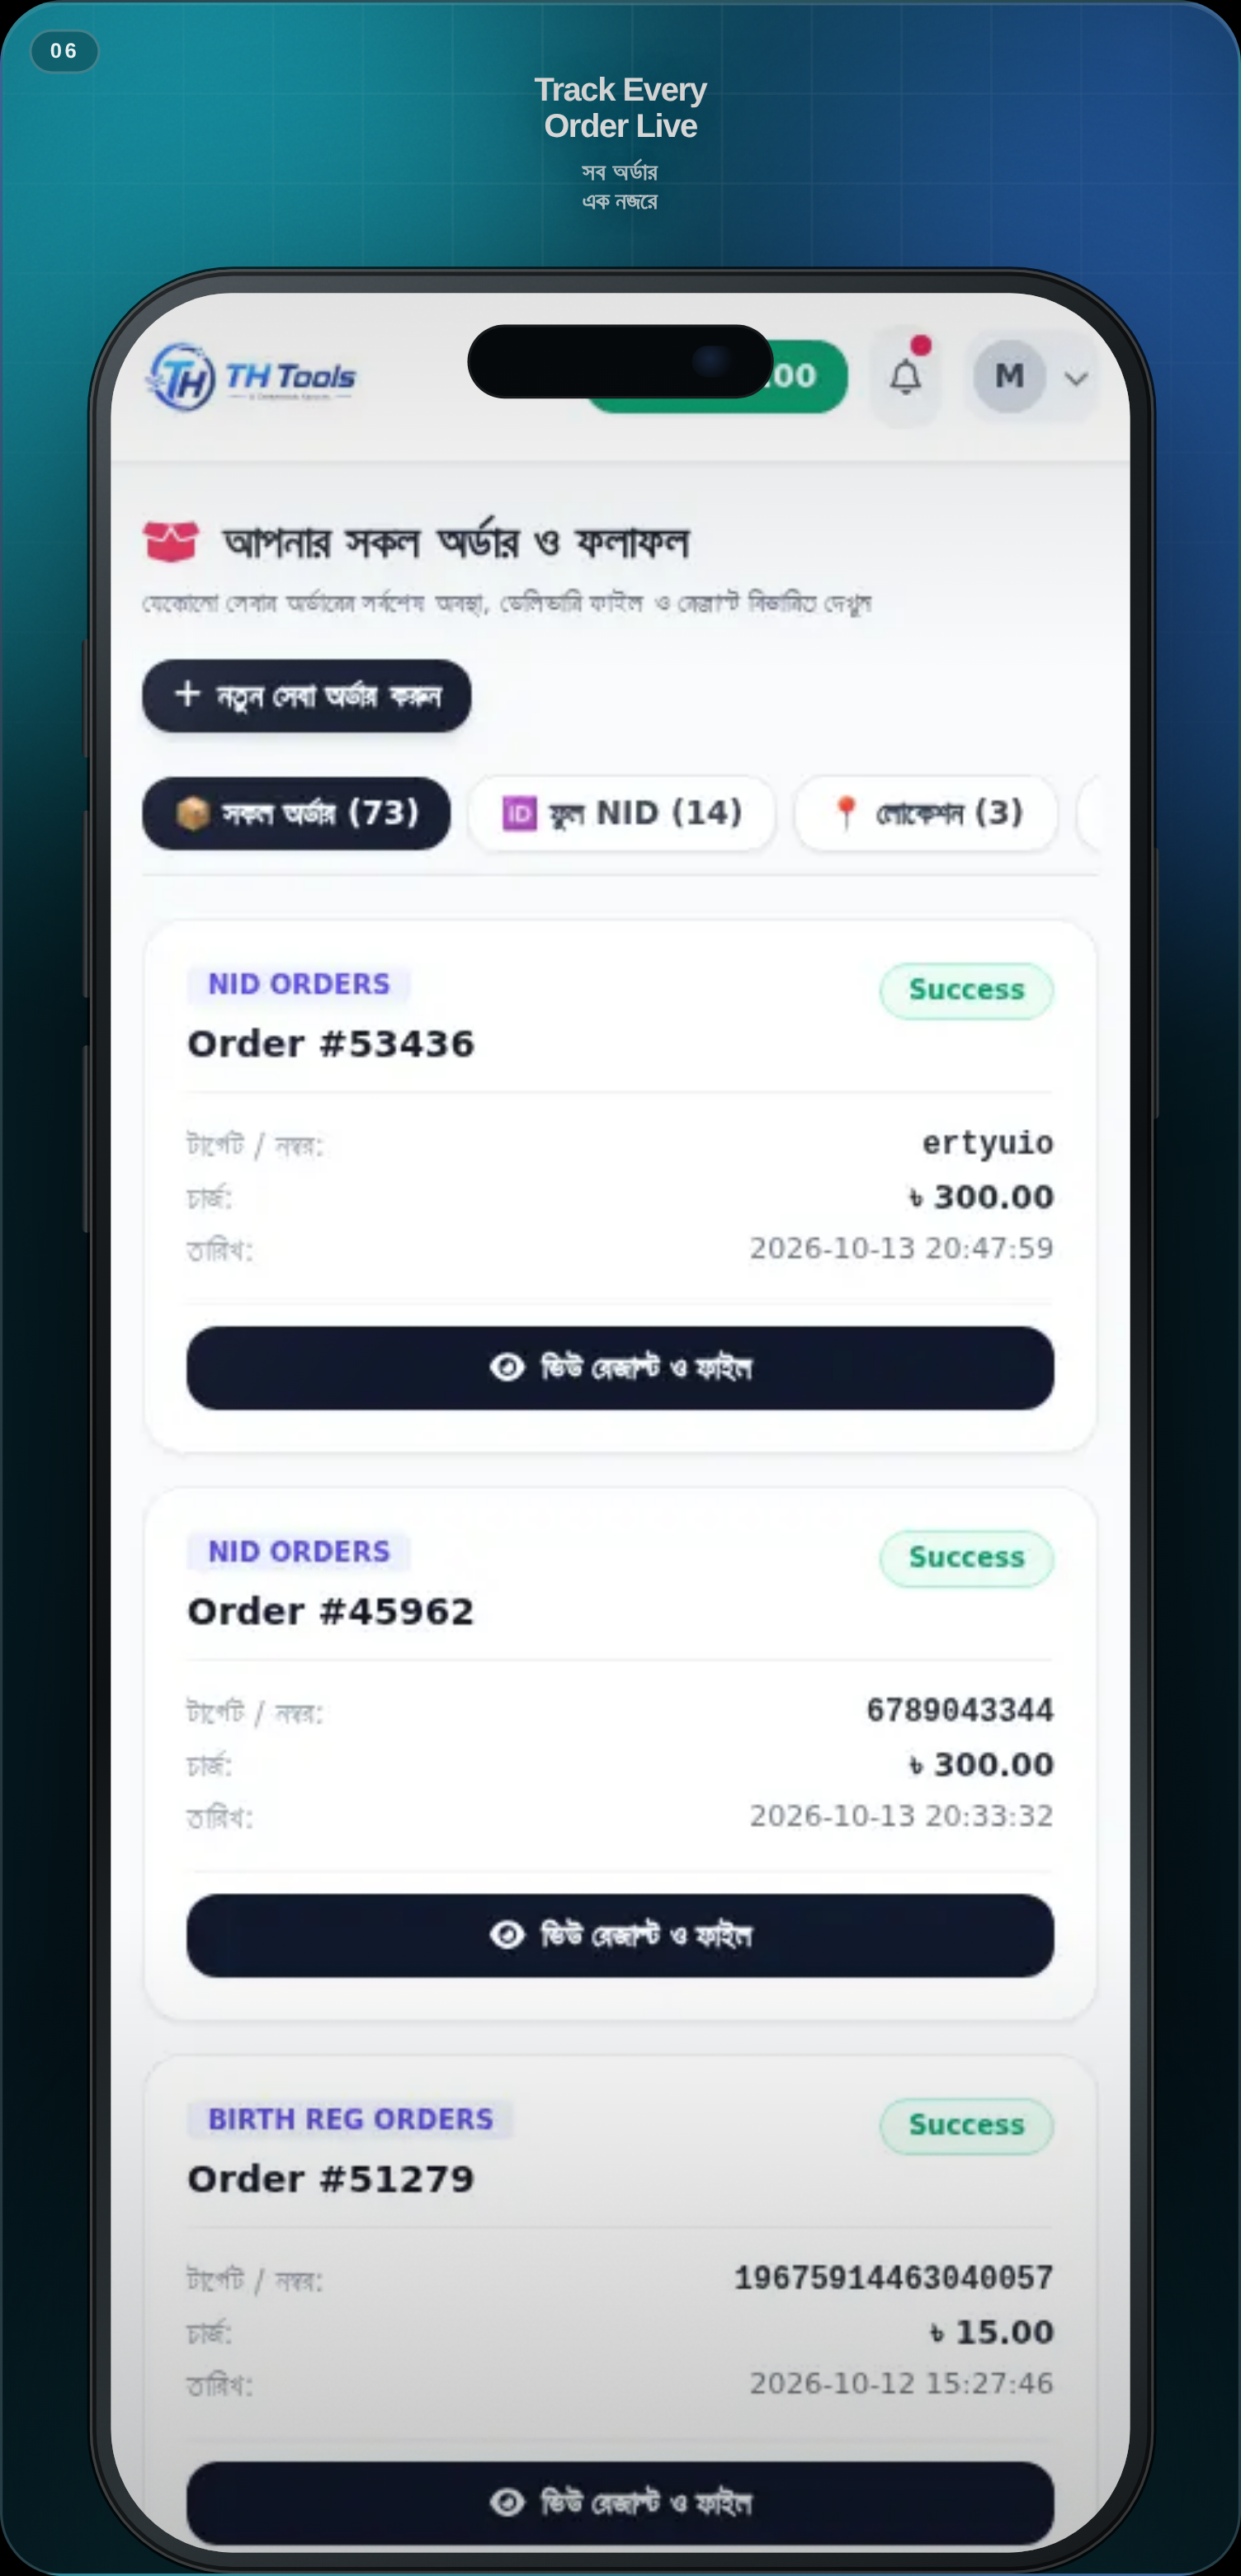 06
Track Every
Order Live
সব অর্ডার
এক নজরে
TH Tools
.00
M
আপনার সকল অর্ডার ও ফলাফল
যেকোনো সেবার অর্ডারের সর্বশেষ অবস্থা, ডেলিভারি ফাইল ও রেজাল্ট বিস্তারিত দেখুন
+ নতুন সেবা অর্ডার করুন
সকল অর্ডার (73)
ID ফুল NID (14)
লোকেশন (3)
NID ORDERS
Success
Order #53436
টার্গেট / নম্বর: ertyuio
চার্জ: ৳ 300.00
তারিখ: 2026-10-13 20:47:59
ভিউ রেজাল্ট ও ফাইল
NID ORDERS
Success
Order #45962
টার্গেট / নম্বর: 6789043344
চার্জ: ৳ 300.00
তারিখ: 2026-10-13 20:33:32
ভিউ রেজাল্ট ও ফাইল
BIRTH REG ORDERS
Success
Order #51279
টার্গেট / নম্বর: 19675914463040057
চার্জ: ৳ 15.00
তারিখ: 2026-10-12 15:27:46
ভিউ রেজাল্ট ও ফাইল